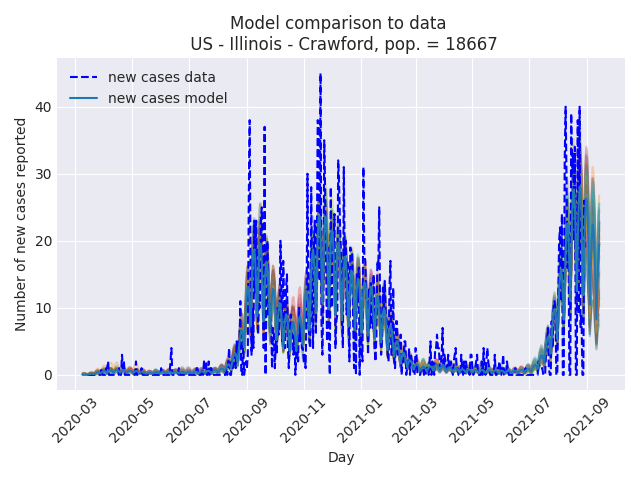 Model comparison to data
US - Illinois - Crawford, pop. = 18667
new cases data
new cases model
Number of new cases reported
40
30
20
10
0
2020-03
2020-05
2020-07
2020-09
2020-11
2021-01
2021-03
2021-05
2021-07
2021-09
Day